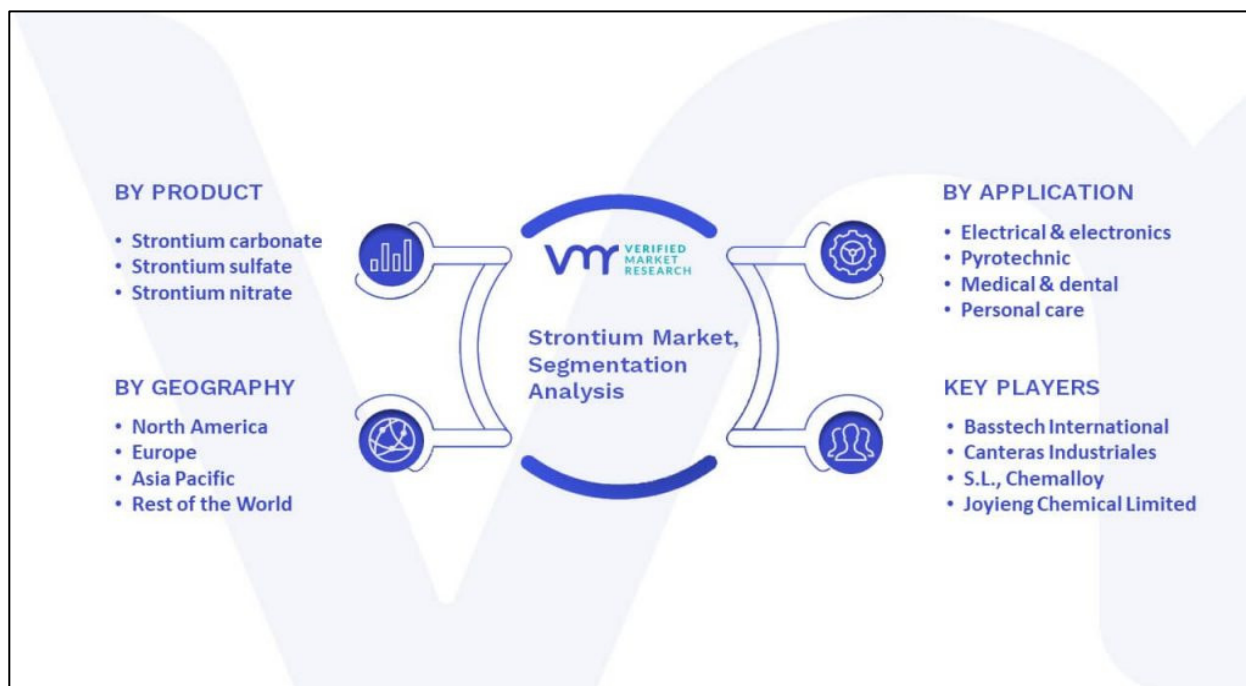 BY PRODUCT
• Strontium carbonate
• Strontium sulfate
• Strontium nitrate
BY GEOGRAPHY
• North America
• Europe
• Asia Pacific
• Rest of the World
vmr VERIFIED
MARKET
RESEARCH
Strontium Market,
Segmentation
Analysis
BY APPLICATION
• Electrical & electronics
• Pyrotechnic
• Medical & dental
• Personal care
KEY PLAYERS
• Basstech International
• Canteras Industriales
• S.L., Chemalloy
• Joyieng Chemical Limited